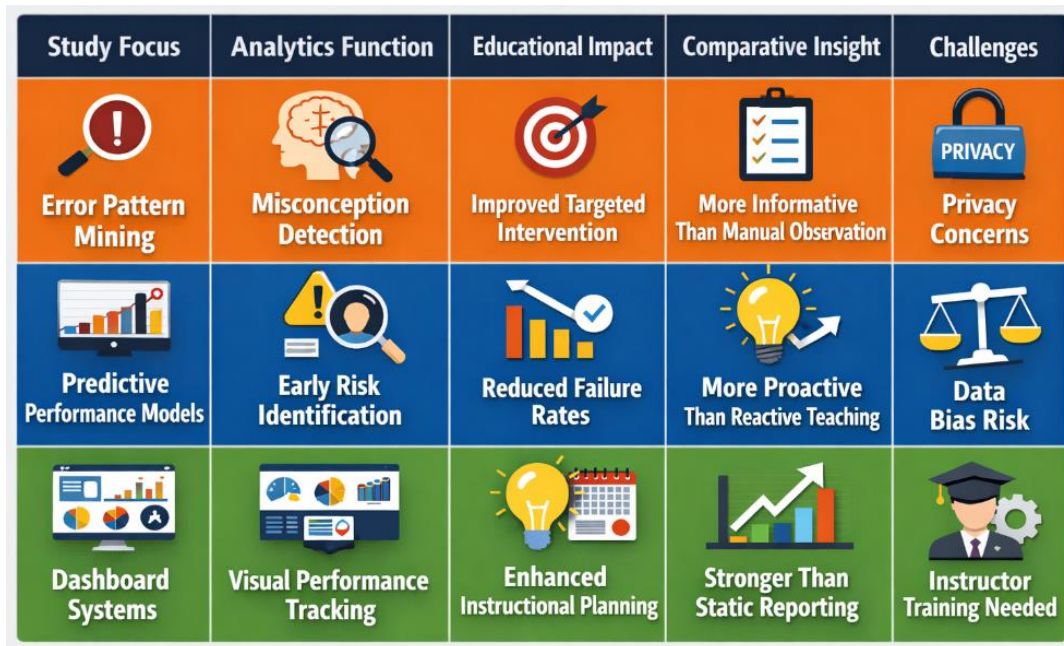 Study Focus
Analytics Function
Educational Impact
Comparative Insight
Challenges
Error Pattern
Mining
Misconception
Detection
Improved Targeted
Intervention
More Informative
Than Manual Observation
PRIVACY
Privacy
Concerns
Predictive
Performance Models
Early Risk
Identification
Reduced Failure
Rates
More Proactive
Than Reactive Teaching
Data
Bias Risk
Dashboard
Systems
Visual Performance
Tracking
Enhanced
Instructional Planning
Stronger Than
Static Reporting
Instructor
Training Needed